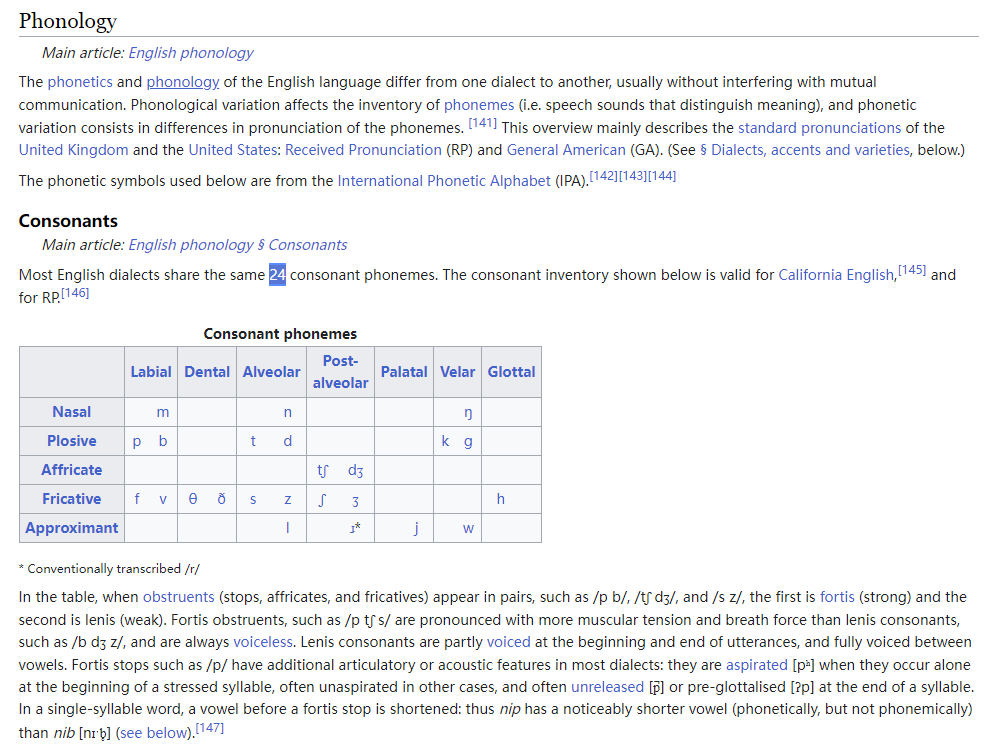 Phonology
Main article: English phonology
The phonetics and phonology of the English language differ from one dialect to another, usually without interfering with mutual
communication. Phonological variation affects the inventory of phonemes (i.e. speech sounds that distinguish meaning), and phonetic
variation consists in differences in pronunciation of the phonemes. [141] This overview mainly describes the standard pronunciations of the
United Kingdom and the United States: Received Pronunciation (RP) and General American (GA). (See § Dialects, accents and varieties, below.)
The phonetic symbols used below are from the International Phonetic Alphabet (IPA).[142][143][144]
Consonants
Main article: English phonology § Consonants
Most English dialects share the same 24 consonant phonemes. The consonant inventory shown below is valid for California English,[145] and
for RP.[146]
Consonant phonemes
Labial Dental Alveolar Post-alveolar Palatal Velar Glottal
Nasal m n ŋ
Plosive p b t d k ɡ
Affricate tʃ dʒ
Fricative f v θ ð s z ʃ ʒ h
Approximant l ɹ* j w
* Conventionally transcribed /r/
In the table, when obstruents (stops, affricates, and fricatives) appear in pairs, such as /p b/, /tʃ dʒ/, and /s z/, the first is fortis (strong) and the
second is lenis (weak). Fortis obstruents, such as /p tʃ s/ are pronounced with more muscular tension and breath force than lenis consonants,
such as /b dʒ z/, and are always voiceless. Lenis consonants are partly voiced at the beginning and end of utterances, and fully voiced between
vowels. Fortis stops such as /p/ have additional articulatory or acoustic features in most dialects: they are aspirated [pʰ] when they occur alone
at the beginning of a stressed syllable, often unaspirated in other cases, and often unreleased [p̚] or pre-glottalised [ʔp] at the end of a syllable.
In a single-syllable word, a vowel before a fortis stop is shortened: thus nip has a noticeably shorter vowel (phonetically, but not phonemically)
than nib [nɪˑb̥] (see below).[147]